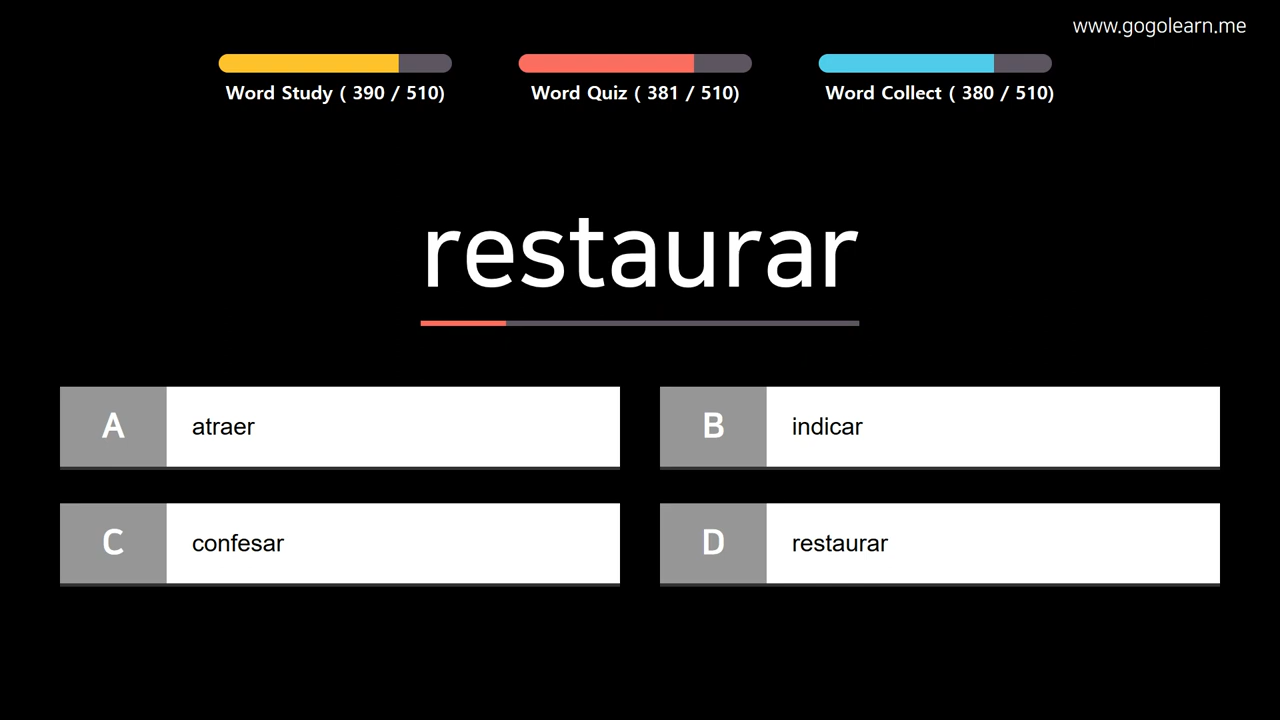 www.gogolearn.me
Word Study ( 390 / 510)
Word Quiz ( 381 / 510)
Word Collect ( 380 / 510)
restaurar
A atraer
B indicar
C confesar
D restaurar